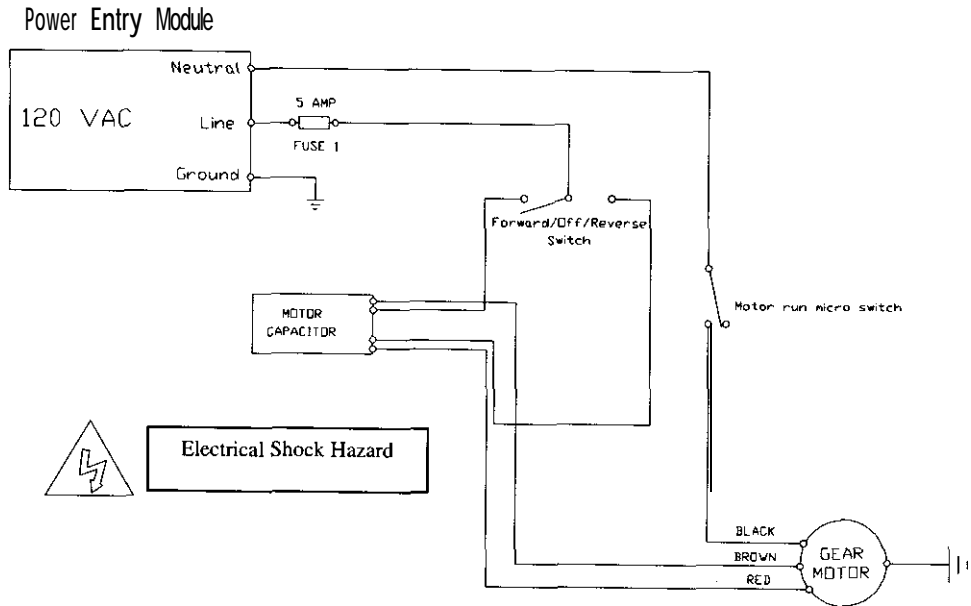 Power Entry Module
Neutral
120 VAC
Line
5 AMP
FUSE 1
Ground
Forward/Off/Reverse
Switch
Motor run micro switch
MOTOR
CAPACITOR
Electrical Shock Hazard
BLACK
BROWN
RED
GEAR
MOTOR